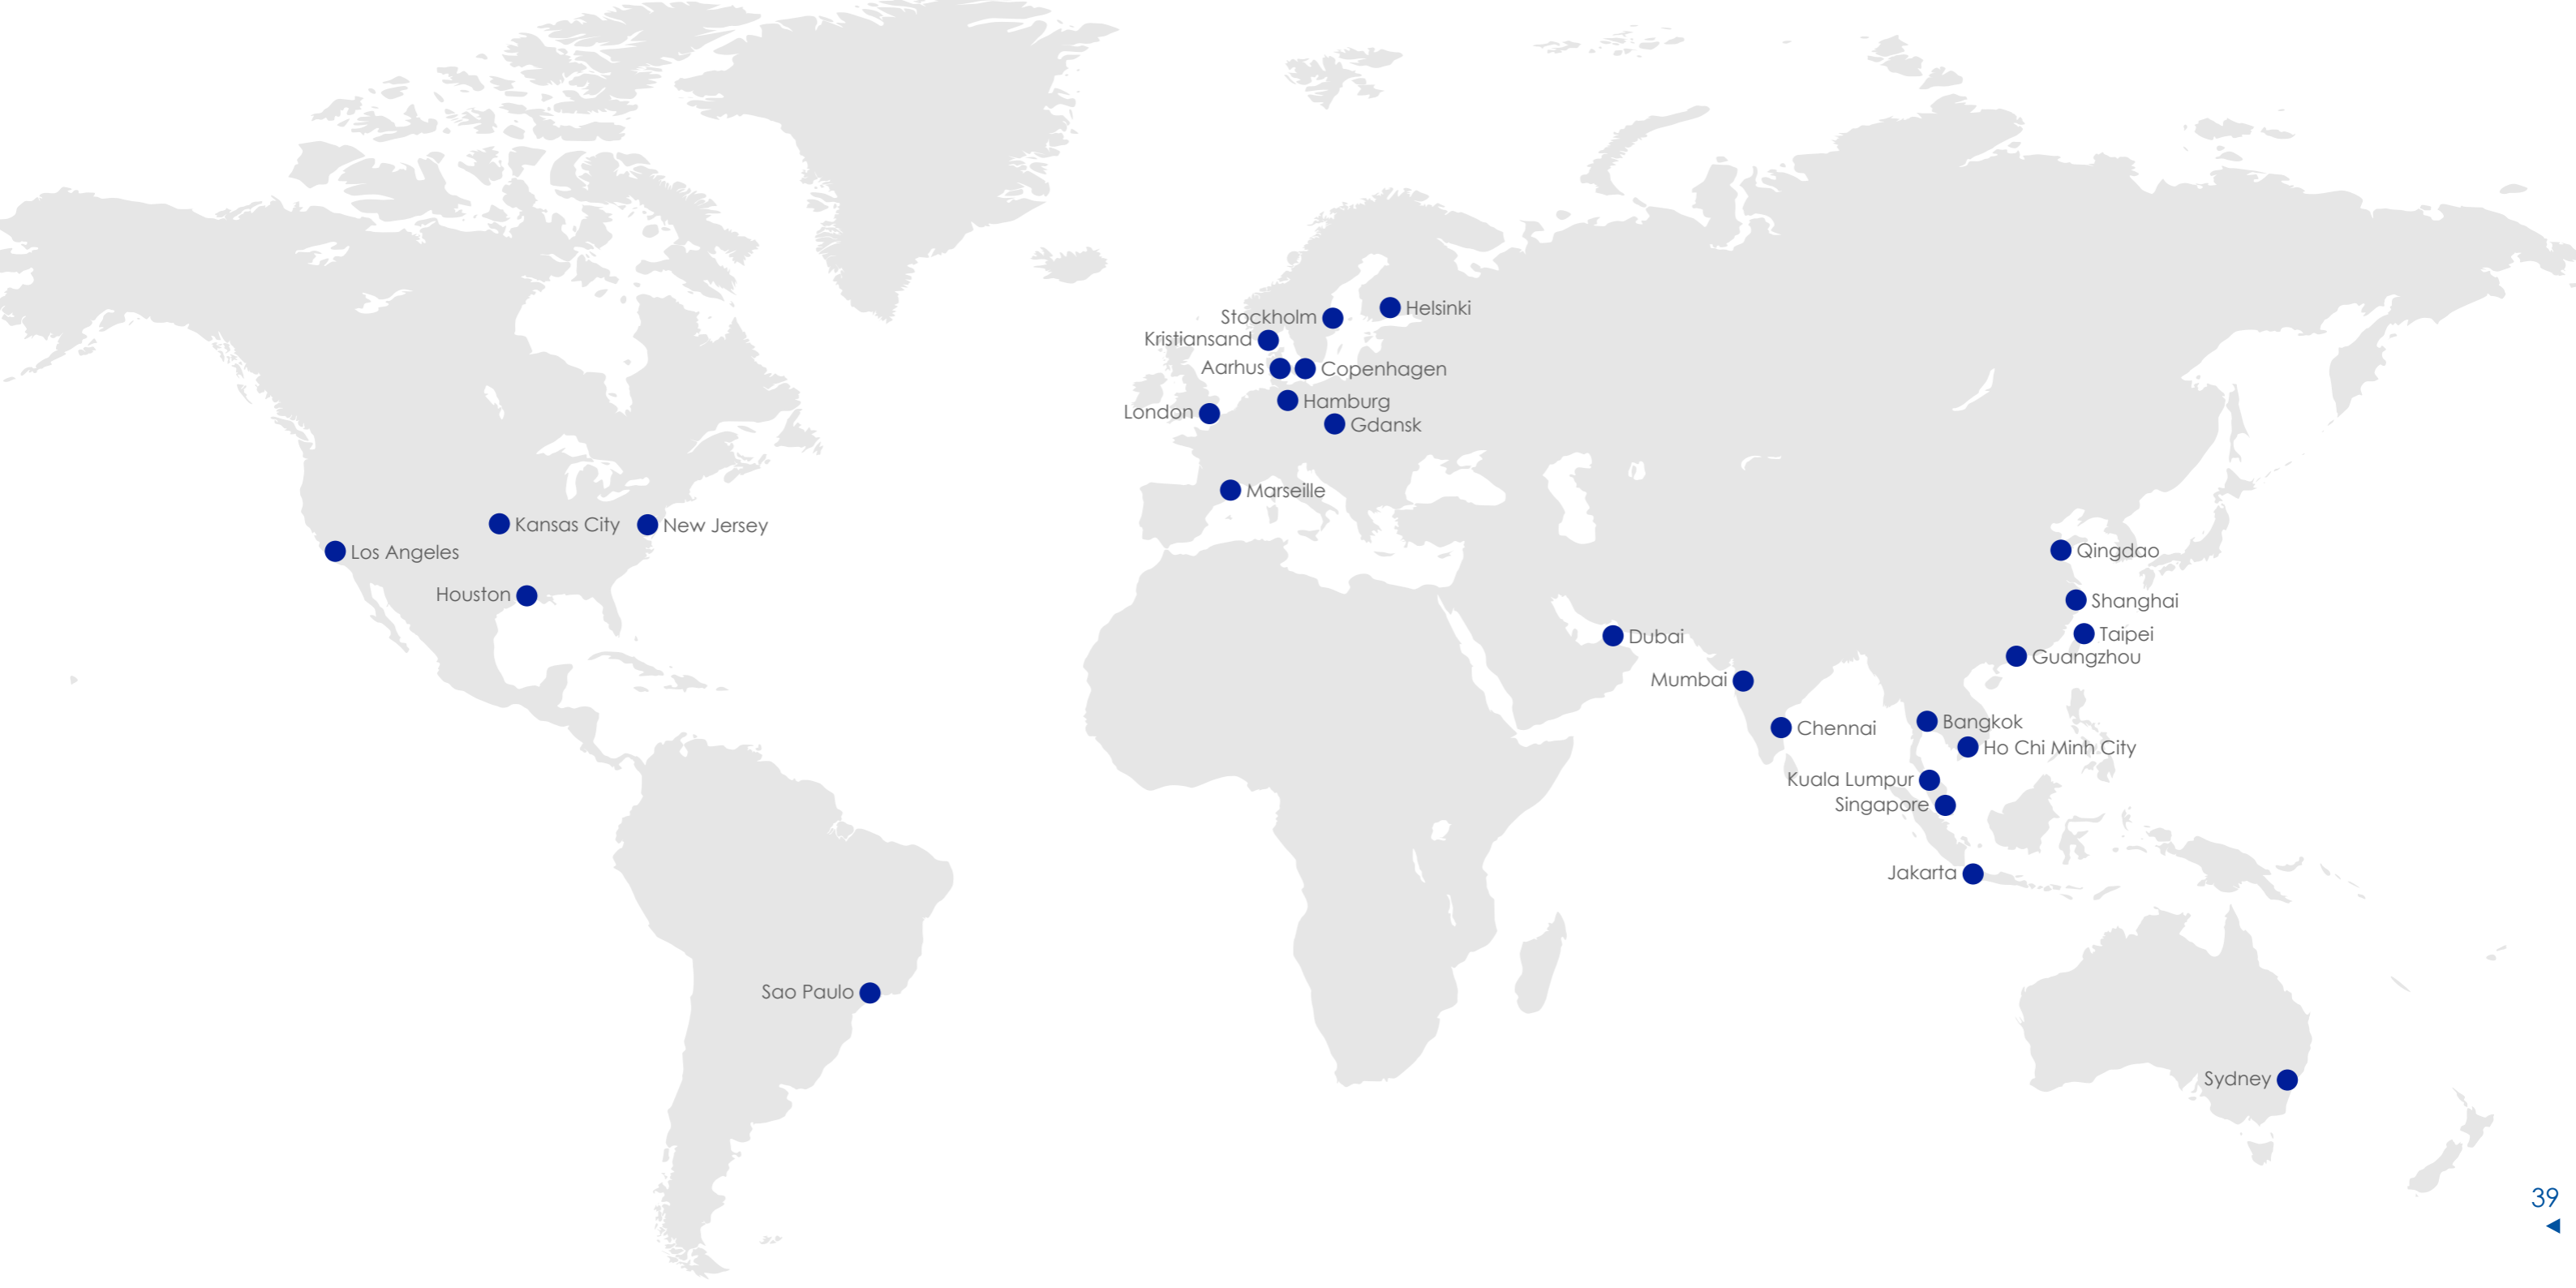 Helsinki
Stockholm
Kristiansand
Aarhus
Copenhagen
Hamburg
London
Gdansk
Marseille
Kansas City
New Jersey
Los Angeles
Qingdao
Houston
Shanghai
Dubai
Taipei
Guangzhou
Mumbai
Bangkok
Chennai
Ho Chi Minh City
Kuala Lumpur
Singapore
Jakarta
Sao Paulo
Sydney
39